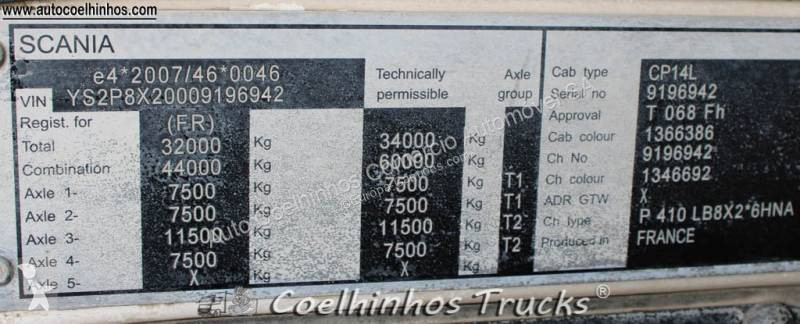 www.autocoelhinhos.com
SCANIA
e4*2007/46*0046
VIN YS2P8X20009196942
Technically permissible
Axle group
Regist. for (FR)
Total 32000 Kg 34000 Kg
Combination 44000 Kg 60000 Kg
Axle 1- 7500 Kg 7500 Kg T1
Axle 2- 7500 Kg 7500 Kg T1
Axle 3- 11500 Kg 11500 Kg T2
Axle 4- 7500 Kg 7500 Kg T2
Axle 5- X Kg X Kg
Cab type CP14L
Serial no 9196942
Approval T 068 Fh
Cab colour 1366386
Ch No 9196942
Ch colour 1346692
ADR GTW X
Ch type P 410 LB8X2*6HNA
Produced in FRANCE
Coelhinhos Trucks ®